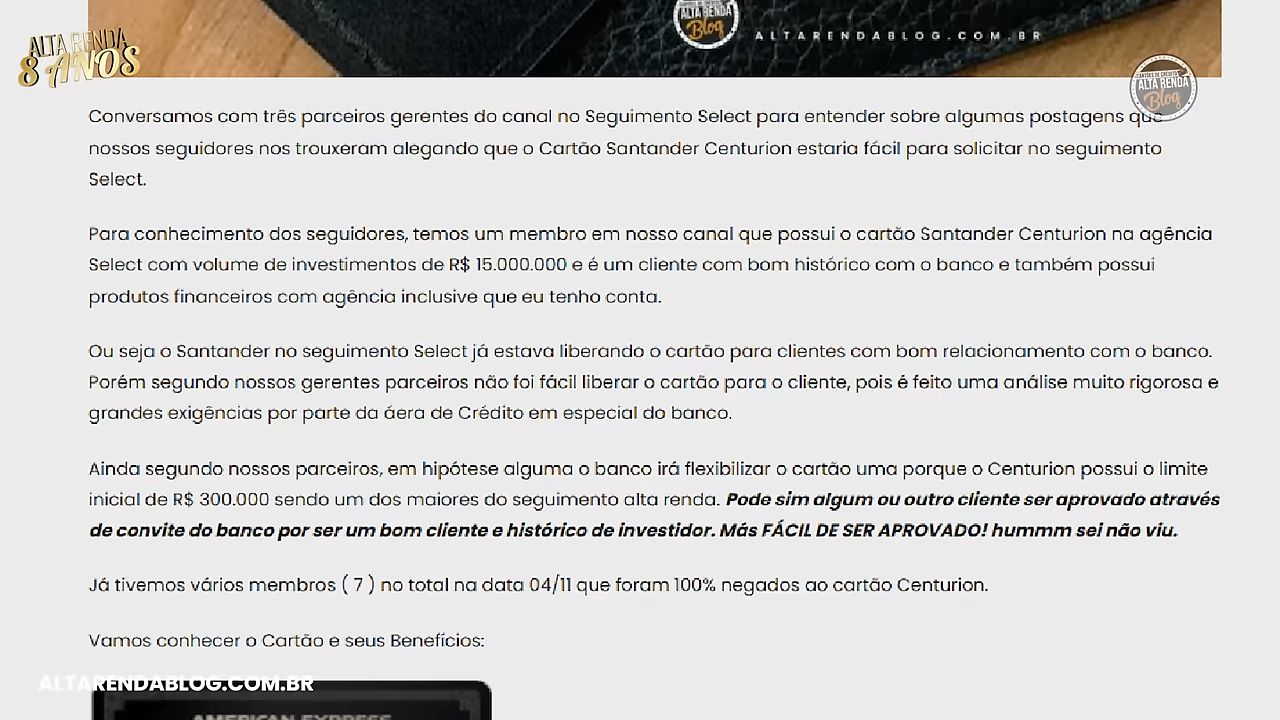 ALTA RENDA
Blog
ALTARENDABLOG.COM.BR
ALTA RENDA
8 ANOS
CARTÕES DE CRÉDITO
ALTA RENDA
Blog
Conversamos com três parceiros gerentes do canal no Seguimento Select para entender sobre algumas postagens que
nossos seguidores nos trouxeram alegando que o Cartão Santander Centurion estaria fácil para solicitar no seguimento
Select.
Para conhecimento dos seguidores, temos um membro em nosso canal que possui o cartão Santander Centurion na agência
Select com volume de investimentos de R$ 15.000.000 e é um cliente com bom histórico com o banco e também possui
produtos financeiros com agência inclusive que eu tenho conta.
Ou seja o Santander no seguimento Select já estava liberando o cartão para clientes com bom relacionamento com o banco.
Porém segundo nossos gerentes parceiros não foi fácil liberar o cartão para o cliente, pois é feito uma análise muito rigorosa e
grandes exigências por parte da áera de Crédito em especial do banco.
Ainda segundo nossos parceiros, em hipótese alguma o banco irá flexibilizar o cartão uma porque o Centurion possui o limite
inicial de R$ 300.000 sendo um dos maiores do seguimento alta renda. Pode sim algum ou outro cliente ser aprovado através
de convite do banco por ser um bom cliente e histórico de investidor. Más FÁCIL DE SER APROVADO! hummm sei não viu.
Já tivemos vários membros ( 7 ) no total na data 04/11 que foram 100% negados ao cartão Centurion.
Vamos conhecer o Cartão e seus Benefícios:
ALTARENDABLOG.COM.BR
AMERICAN EXPRESS